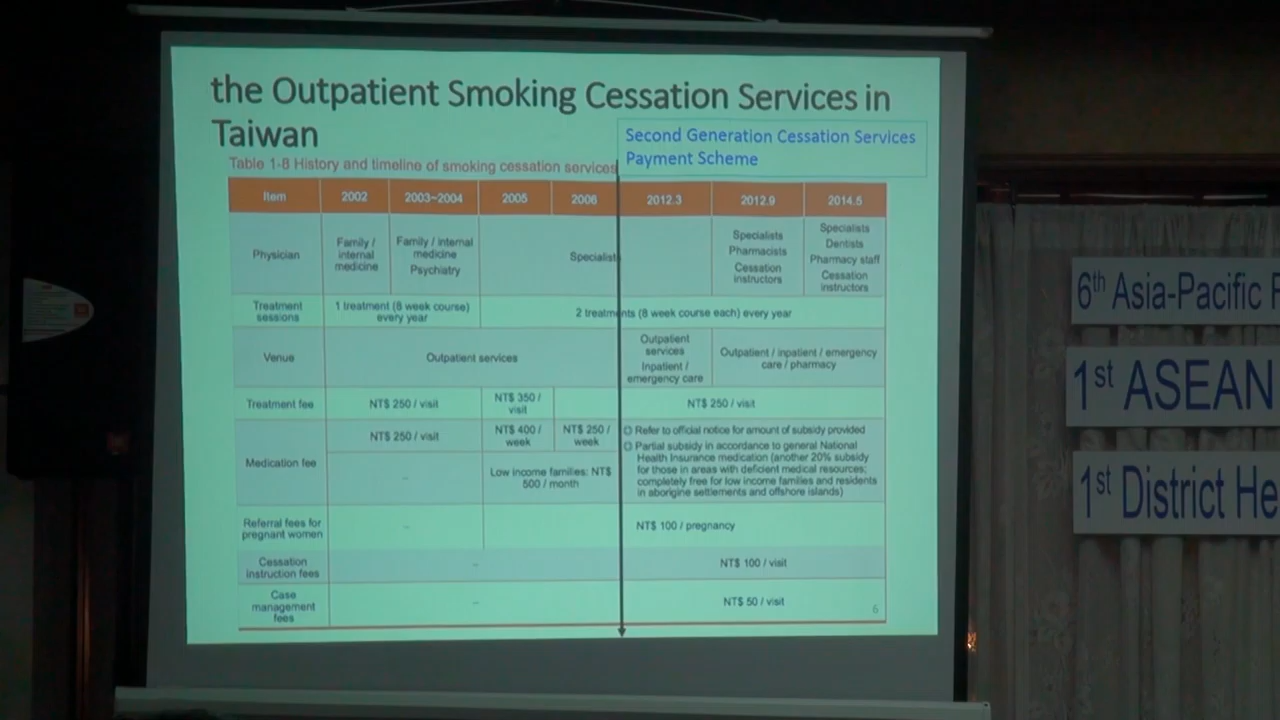 the Outpatient Smoking Cessation Services in
Taiwan
Second Generation Cessation Services
Payment Scheme
Table 1-8 History and timeline of smoking cessation services
Item 2002 2003~2004 2005 2006 2012.3 2012.9 2014.5
Physician
Family /
internal
medicine
Family / internal
medicine
Psychiatry
Specialist
Specialists
Pharmacists
Cessation
instructors
Specialists
Dentists
Pharmacy staff
Cessation
instructors
Treatment
sessions
1 treatment (8 week course)
every year
2 treatments (8 week course each) every year
Venue
Outpatient services
Outpatient
services
Inpatient /
emergency care
Outpatient / inpatient / emergency
care / pharmacy
Treatment fee
NT$ 250 / visit
NT$ 350 /
visit
NT$ 250 / visit
Medication fee
NT$ 250 / visit
NT$ 400 /
week
NT$ 250 /
week
Refer to official notice for amount of subsidy provided
Partial subsidy in accordance to general National
Health Insurance medication (another 20% subsidy
for those in areas with deficient medical resources;
completely free for low income families and residents
in aborigine settlements and offshore islands)
–
Low income families: NT$
500 / month
Referral fees for
pregnant women
–
NT$ 100 / pregnancy
Cessation
instruction fees
–
NT$ 100 / visit
Case
management
fees
–
NT$ 50 / visit
6
6th Asia-Pacific
1st ASEAN
1st District He